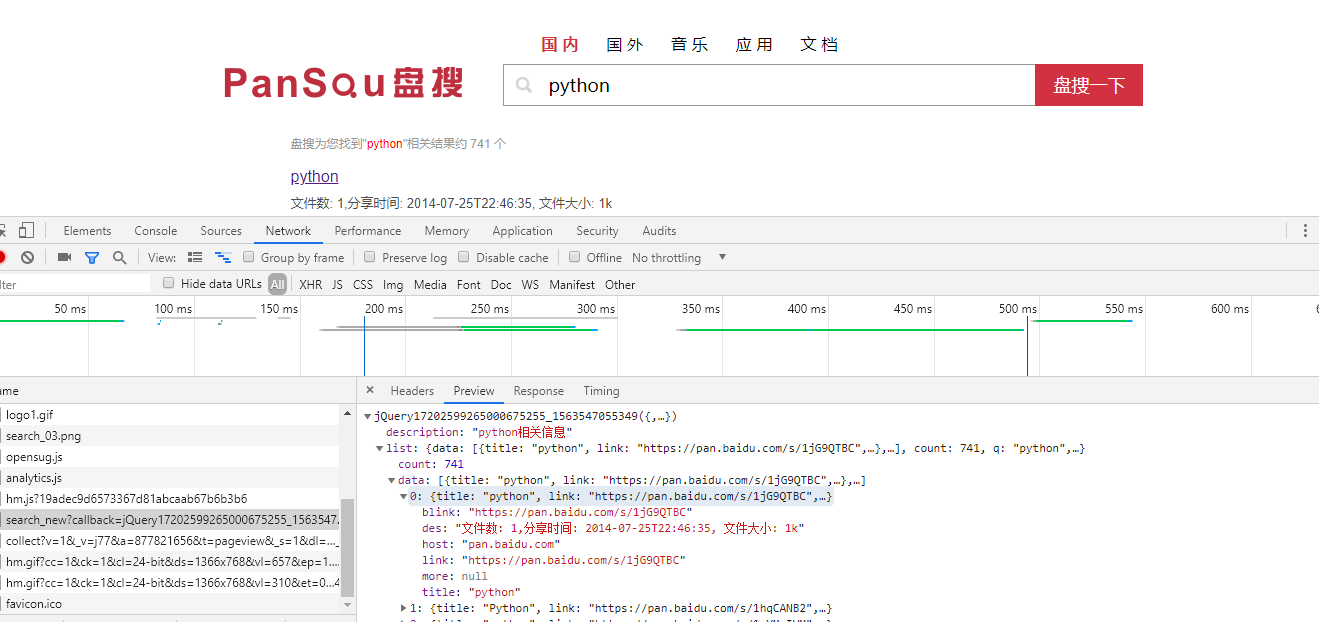 国内 国外 音乐 应用 文档
PanSou盘搜
python
盘搜一下
盘搜为您找到"python"相关结果约 741 个
python
文件数: 1,分享时间: 2014-07-25T22:46:35, 文件大小: 1k
Elements Console Sources Network Performance Memory Application Security Audits
View: Group by frame Preserve log Disable cache Offline No throttling
lter Hide data URLs All XHR JS CSS Img Media Font Doc WS Manifest Other
50 ms 100 ms 150 ms 200 ms 250 ms 300 ms 350 ms 400 ms 450 ms 500 ms 550 ms 600 ms
ame
logo1.gif
search_03.png
opensug.js
analytics.js
hm.js?19adec9d6573367d81abcaab67b6b3b6
search_new?callback=jQuery17202599265000675255_1563547...
collect?v=1&_v=j77&a=877821656&t=pageview&_s=1&dl=..._
hm.gif?cc=1&ck=1&cl=24-bit&ds=1366x768&vl=657&ep=1....
hm.gif?cc=1&ck=1&cl=24-bit&ds=1366x768&vl=310&et=0...4
favicon.ico
× Headers Preview Response Timing
jQuery17202599265000675255_1563547055349({,…})
description: "python相关信息"
list: {data: [{title: "python", link: "https://pan.baidu.com/s/1jG9QTBC",…},…], count: 741, q: "python",…}
count: 741
data: [{title: "python", link: "https://pan.baidu.com/s/1jG9QTBC",…},…]
0: {title: "python", link: "https://pan.baidu.com/s/1jG9QTBC",…}
blink: "https://pan.baidu.com/s/1jG9QTBC"
des: "文件数: 1,分享时间: 2014-07-25T22:46:35, 文件大小: 1k"
host: "pan.baidu.com"
link: "https://pan.baidu.com/s/1jG9QTBC"
more: null
title: "python"
1: {title: "Python", link: "https://pan.baidu.com/s/1hqCANB2",…}